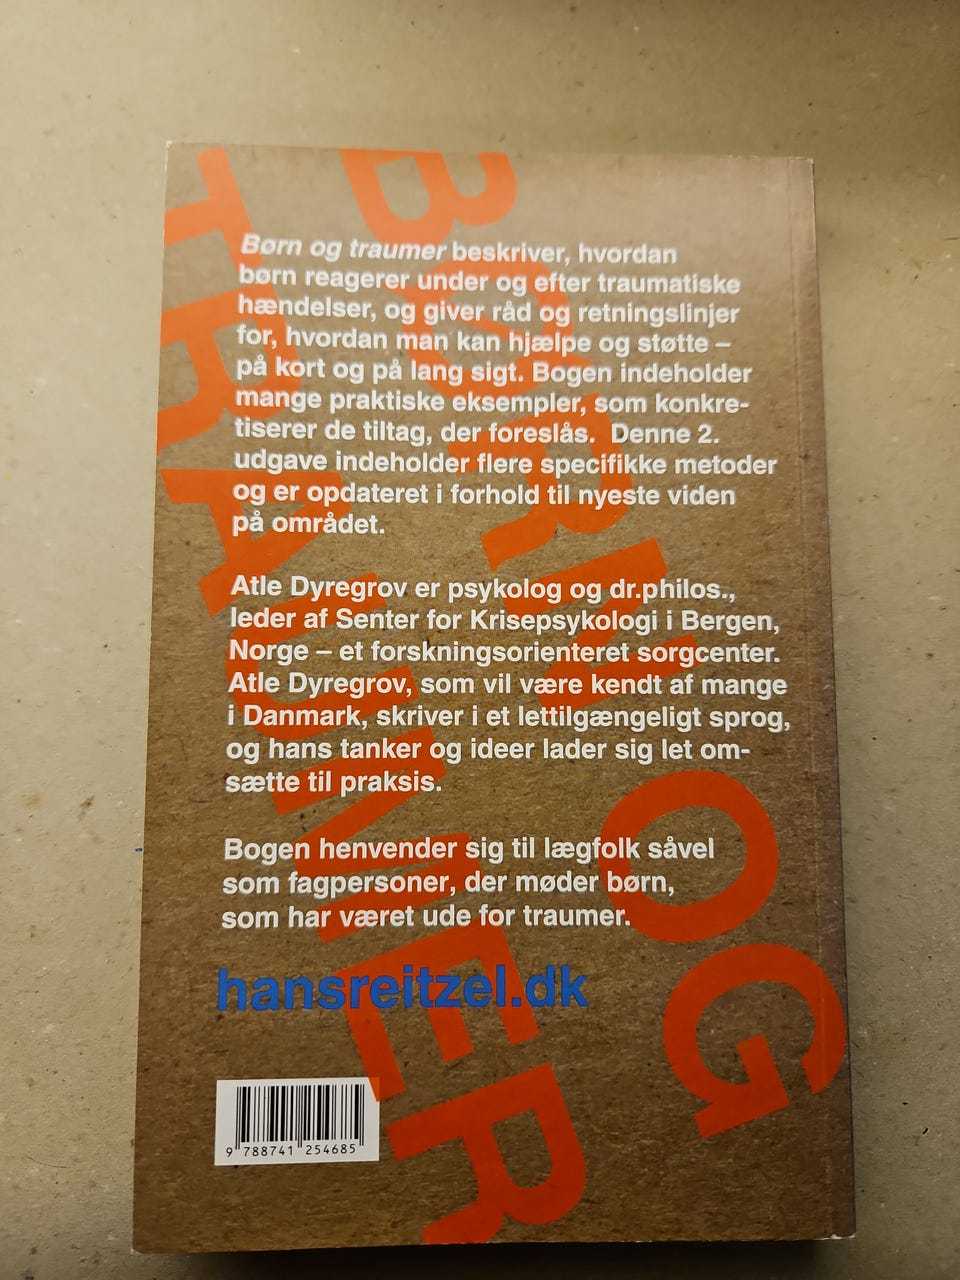 BØRN OG
TRAUMER
Børn og traumer beskriver, hvordan
børn reagerer under og efter traumatiske
hændelser, og giver råd og retningslinjer
for, hvordan man kan hjælpe og støtte –
på kort og på lang sigt. Bogen indeholder
mange praktiske eksempler, som konkre-
tiserer de tiltag, der foreslås. Denne 2.
udgave indeholder flere specifikke metoder
og er opdateret i forhold til nyeste viden
på området.
Atle Dyregrov er psykolog og dr.philos.,
leder af Senter for Krisepsykologi i Bergen,
Norge – et forskningsorienteret sorgcenter.
Atle Dyregrov, som vil være kendt af mange
i Danmark, skriver i et lettilgængeligt sprog,
og hans tanker og ideer lader sig let om-
sætte til praksis.
Bogen henvender sig til lægfolk såvel
som fagpersoner, der møder børn,
som har været ude for traumer.
hansreitzel.dk
9 788741 254685